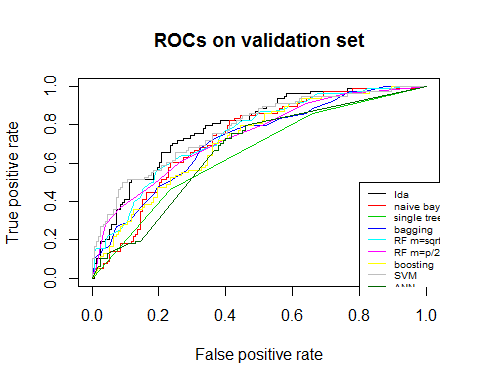 ROCs on validation set
True positive rate
1.0
0.8
0.6
0.4
0.2
0.0
lda
naive bay
single tree
bagging
RF m=sqrt
RF m=p/2
boosting
SVM
ANN
0.0 0.2 0.4 0.6 0.8 1.0
False positive rate